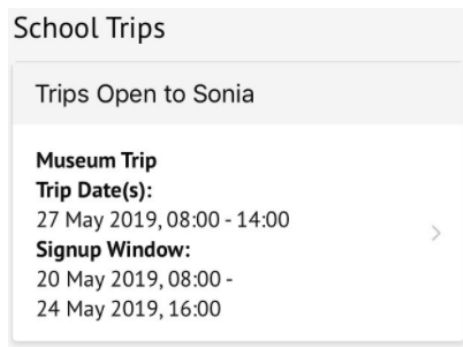 School Trips
Trips Open to Sonia
Museum Trip
Trip Date(s):
27 May 2019, 08:00 - 14:00
Signup Window:
20 May 2019, 08:00 -
24 May 2019, 16:00